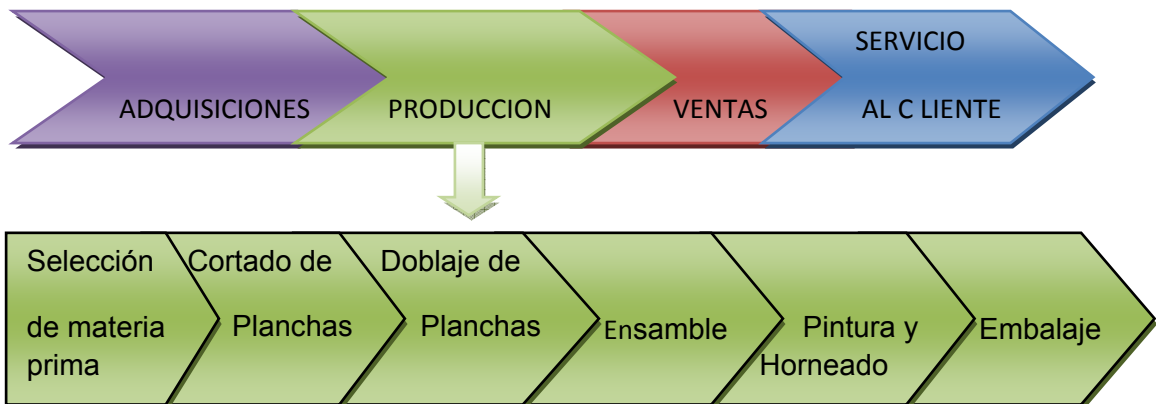 SERVICIO
ADQUISICIONES PRODUCCION VENTAS AL C LIENTE
Selección Cortado de Doblaje de
de materia Planchas Planchas Ensamble Pintura y Embalaje
prima Horneado